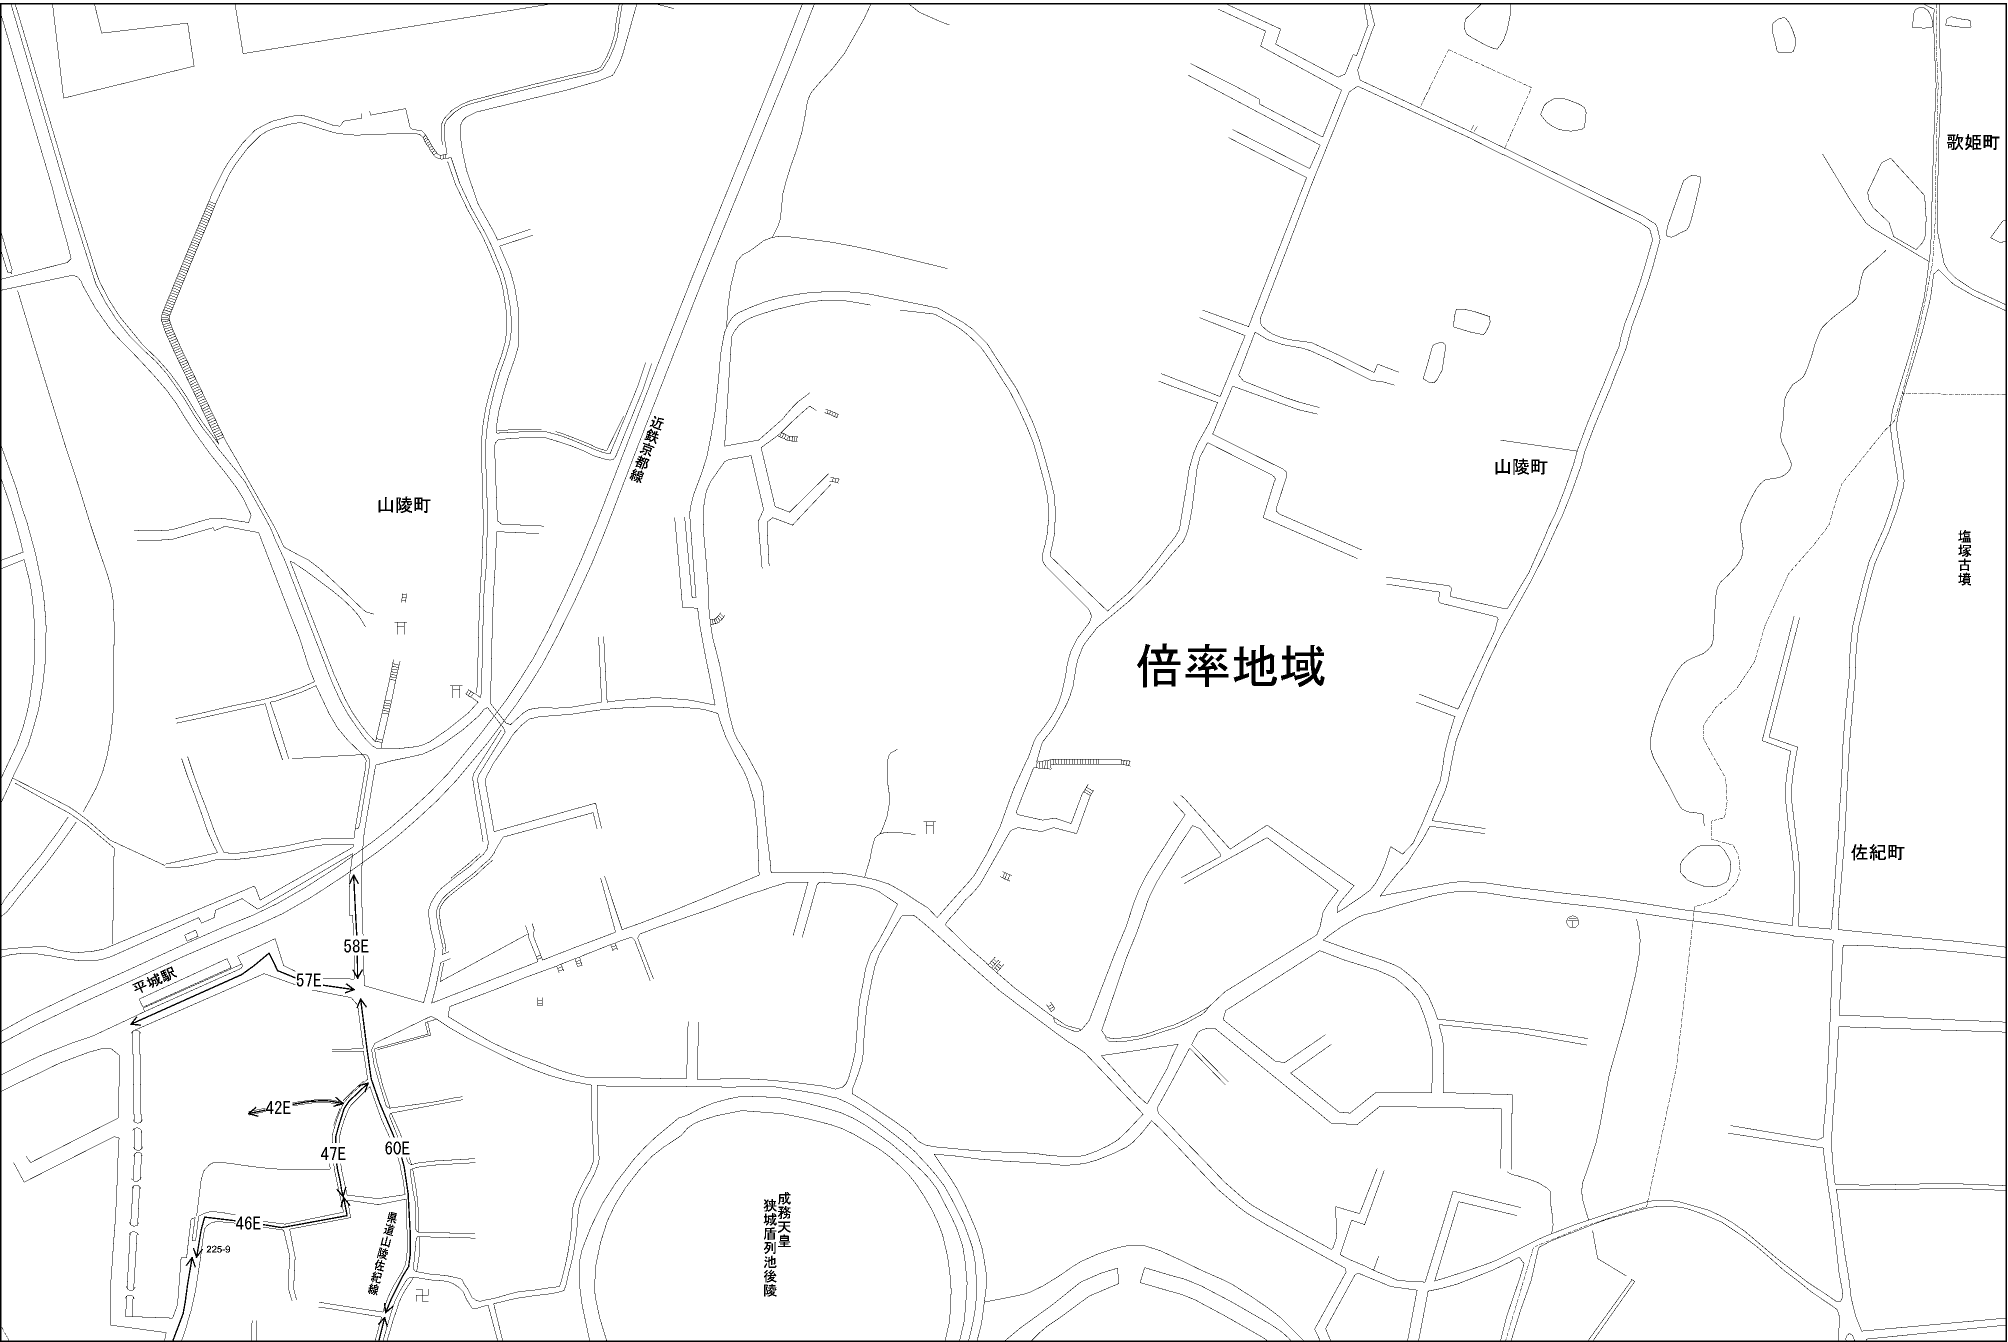 歌姫町
近鉄京都線
山陵町
山陵町
塩塚古墳
倍率地域
佐紀町
58E
平城駅
57E
42E
60E
47E
46E
225-9
県道山陵佐紀線
成務天皇
狭城盾列池後陵